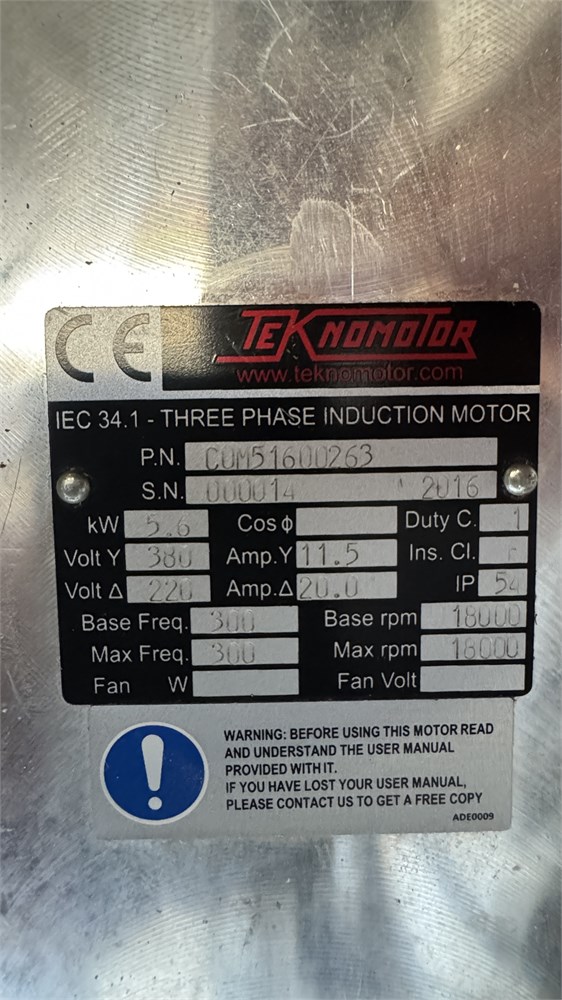 CE TEKNOMOTOR
www.teknomotor.com
IEC 34.1 - THREE PHASE INDUCTION MOTOR
P.N. COM51600263
S.N. 000014 2016
kW 5.6 Cos ϕ Duty C. 1
Volt Y 380 Amp.Y 11.5 Ins. Cl.
Volt Δ 220 Amp.Δ 20.0 IP 54
Base Freq. 300 Base rpm 18000
Max Freq. 300 Max rpm 18000
Fan W Fan Volt
WARNING: BEFORE USING THIS MOTOR READ
AND UNDERSTAND THE USER MANUAL
PROVIDED WITH IT.
IF YOU HAVE LOST YOUR USER MANUAL,
PLEASE CONTACT US TO GET A FREE COPY
ADE0009